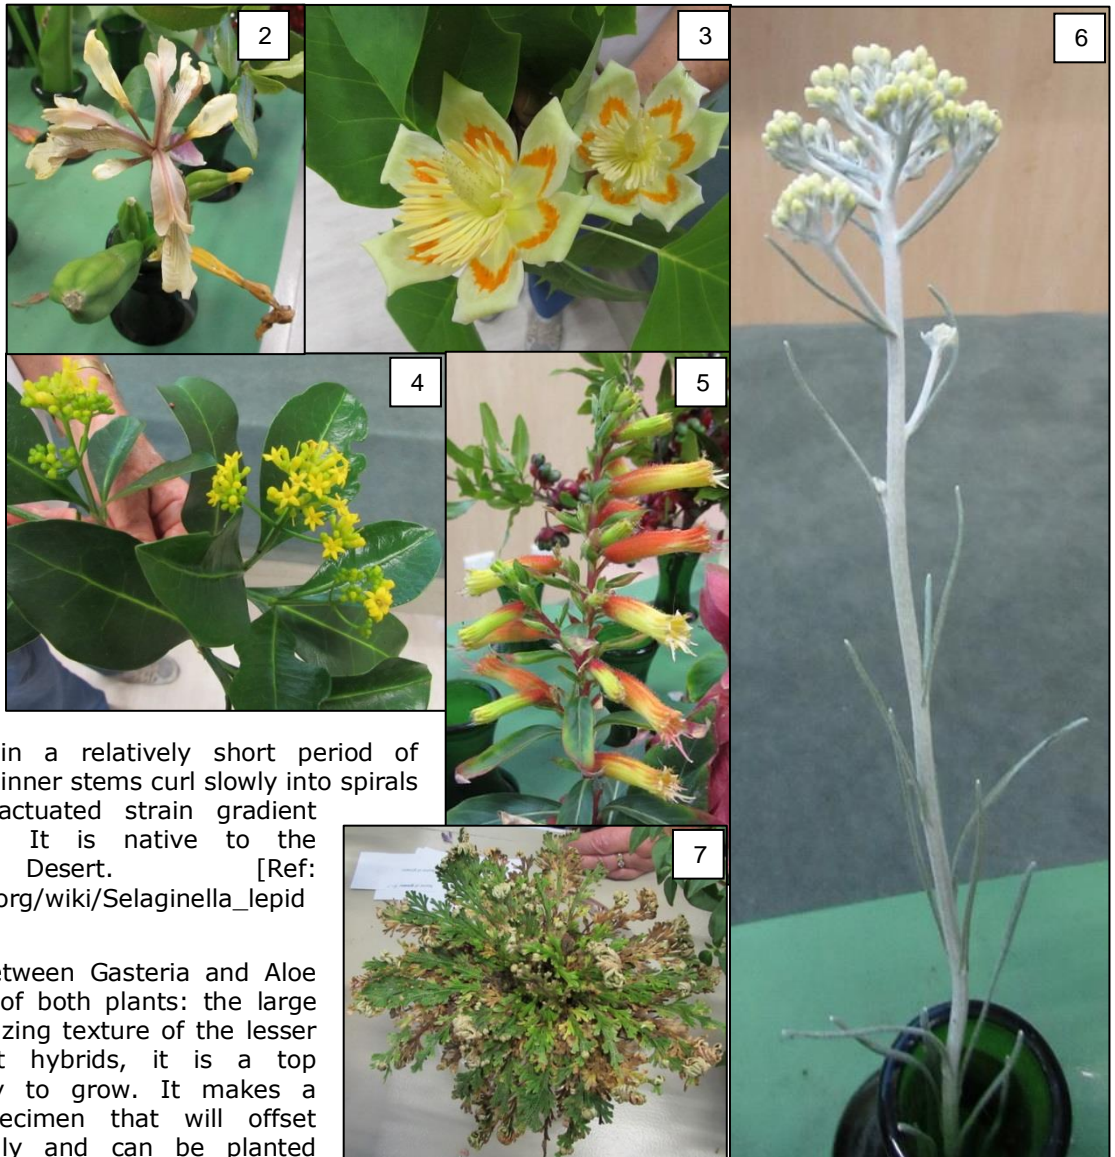 2
3
6
4
5
in a relatively short period of
inner stems curl slowly into spirals
actuated strain gradient
It is native to the
Desert. [Ref:
org/wiki/Selaginella_lepid
7
etween Gasteria and Aloe
of both plants: the large
zing texture of the lesser
t hybrids, it is a top
y to grow. It makes a
ecimen that will offset
ly and can be planted